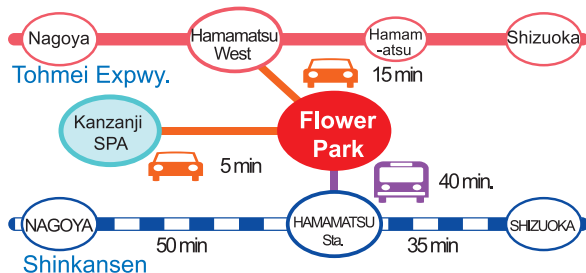 Nagoya
Hamamatsu
West
Hamam
-atsu
Shizuoka
Tohmei Expwy.
15 min
Kanzanji
SPA
Flower
Park
5 min
40 min.
NAGOYA
HAMAMATSU
Sta.
SHIZUOKA
50 min
35 min
Shinkansen